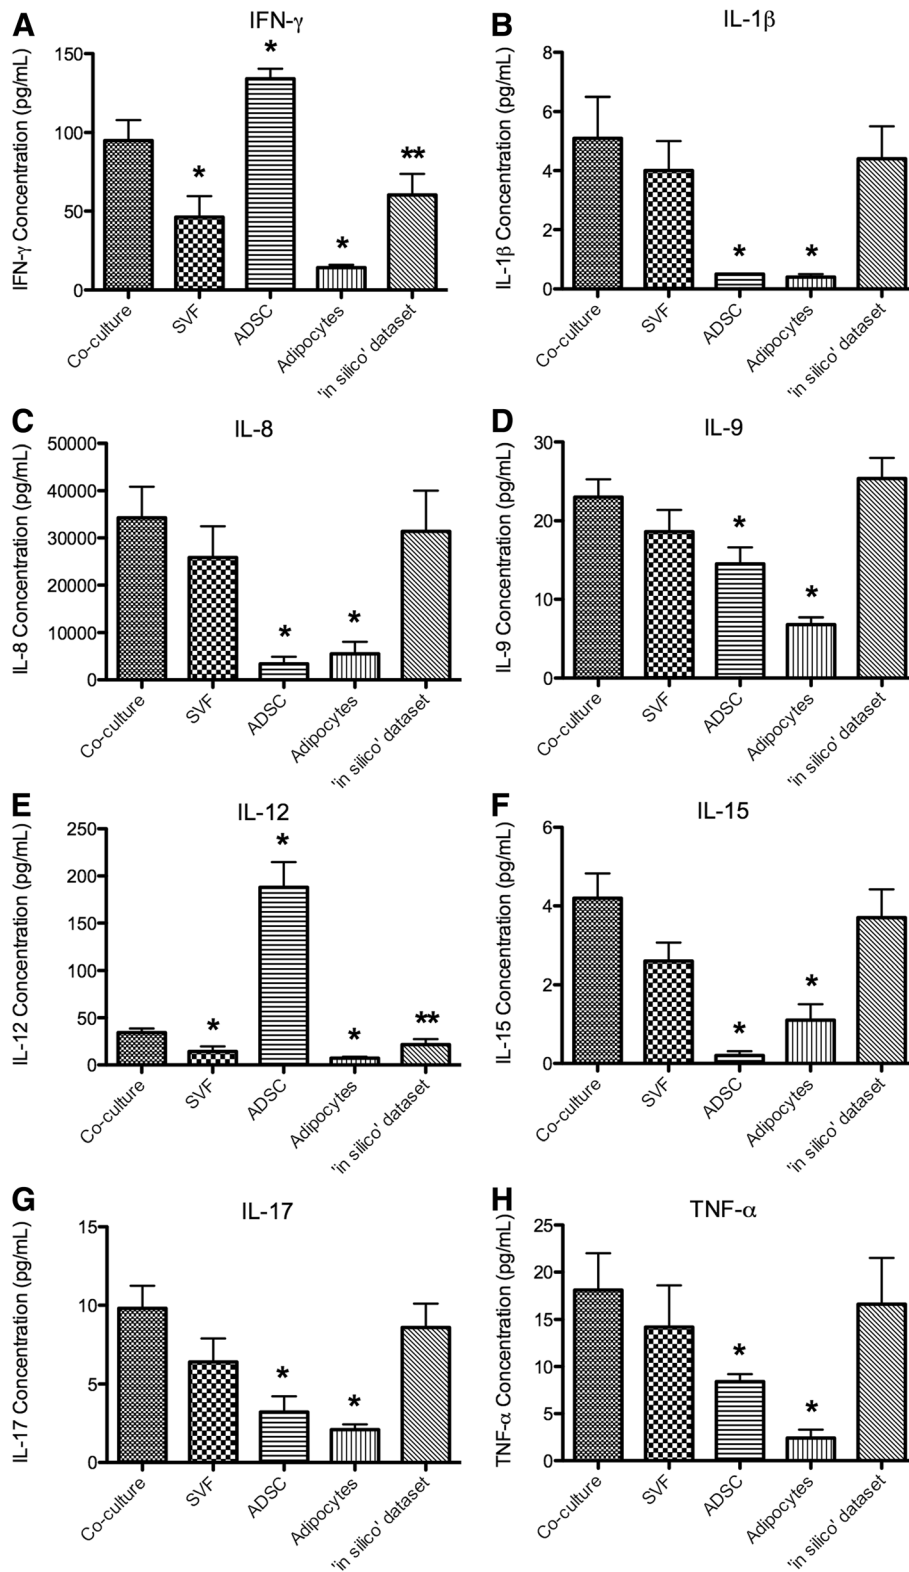 A
IFN-γ
IFN-γ Concentration (pg/mL)
150
100
50
0
*
*
*
**
Co-culture
SVF
ADSC
Adipocytes
'in silico' dataset
B
IL-1β
IL-1β Concentration (pg/mL)
8
6
4
2
0
*
*
Co-culture
SVF
ADSC
Adipocytes
'in silico' dataset
C
IL-8
IL-8 Concentration (pg/mL)
50000
40000
30000
20000
10000
0
*
*
Co-culture
SVF
ADSC
Adipocytes
'in silico' dataset
D
IL-9
IL-9 Concentration (pg/mL)
30
20
10
0
*
*
Co-culture
SVF
ADSC
Adipocytes
'in silico' dataset
E
IL-12
IL-12 Concentration (pg/mL)
250
200
150
100
50
0
*
*
*
**
Co-culture
SVF
ADSC
Adipocytes
'in silico' dataset
F
IL-15
IL-15 Concentration (pg/mL)
6
4
2
0
*
*
Co-culture
SVF
ADSC
Adipocytes
'in silico' dataset
G
IL-17
IL-17 Concentration (pg/mL)
15
10
5
0
*
*
Co-culture
SVF
ADSC
Adipocytes
'in silico' dataset
H
TNF-α
TNF-α Concentration (pg/mL)
25
20
15
10
5
0
*
*
Co-culture
SVF
ADSC
Adipocytes
'in silico' dataset